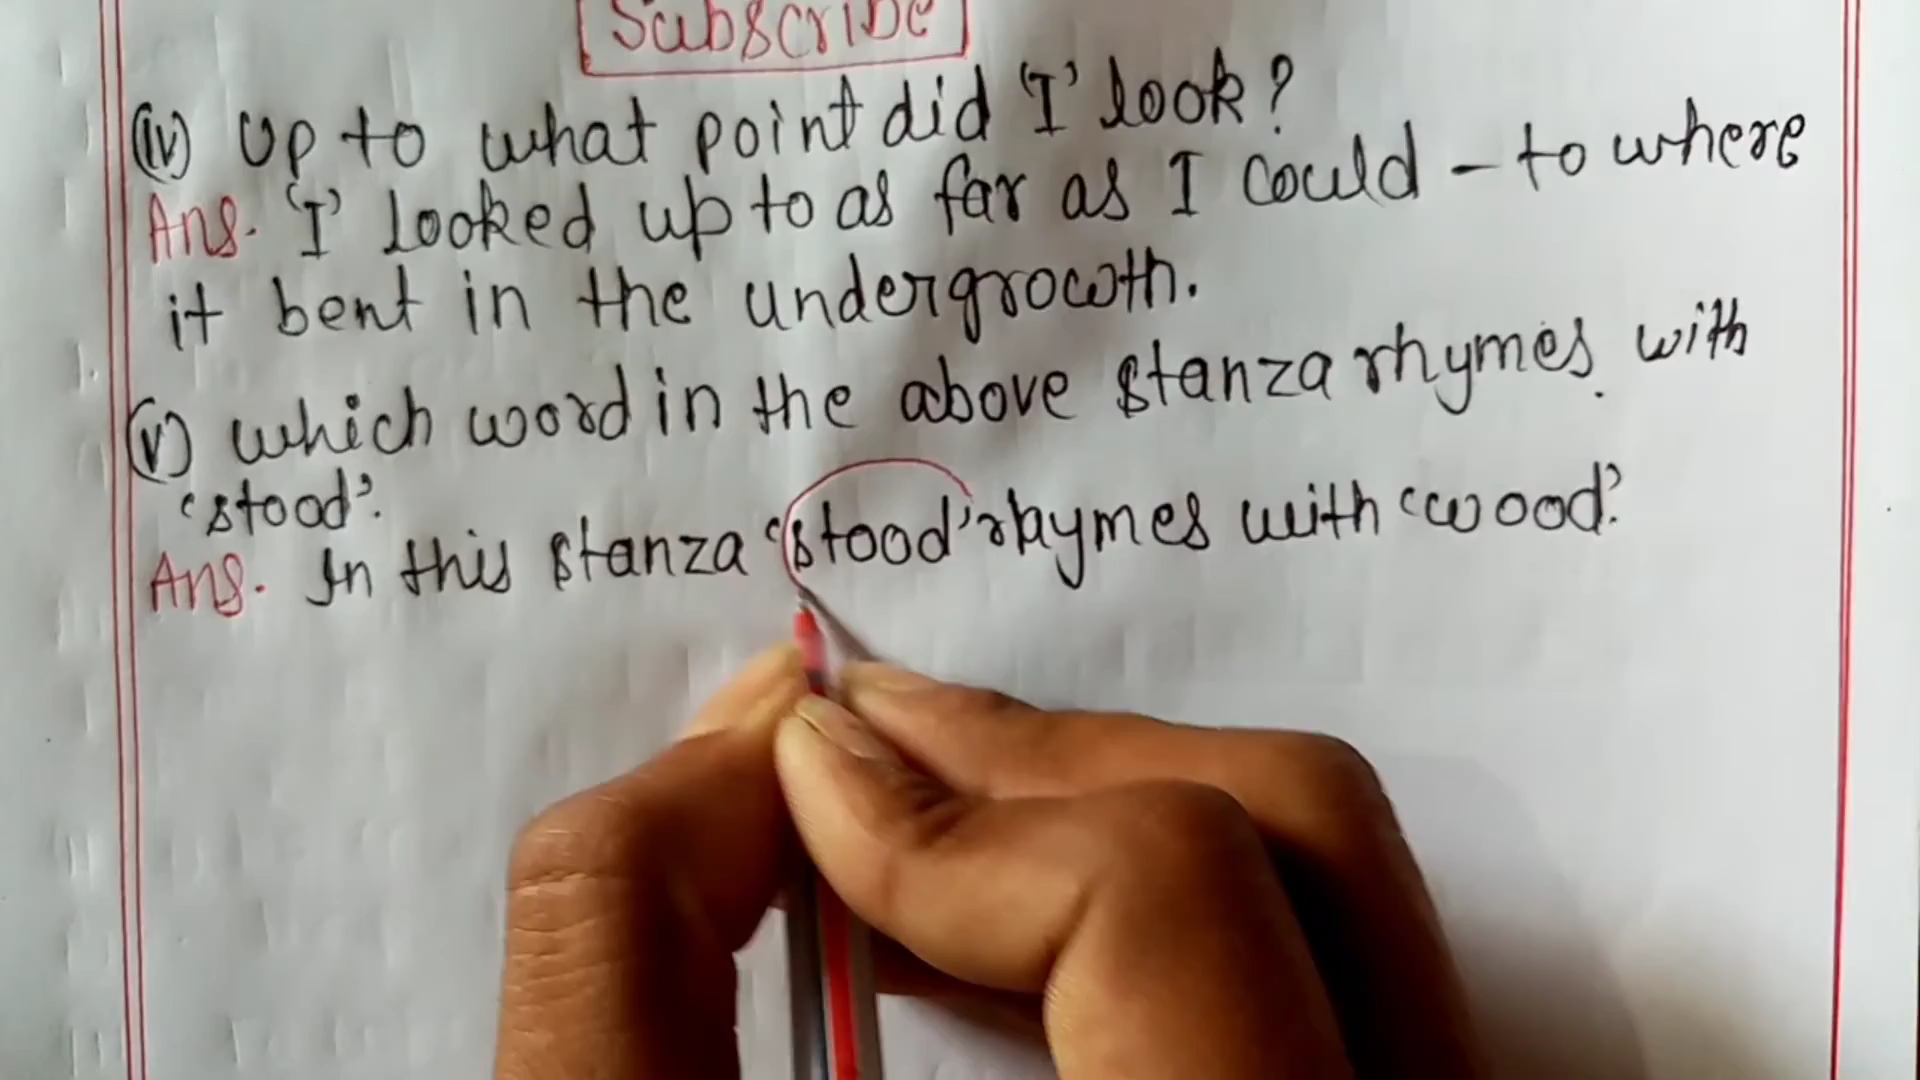 Subscribe
(iv) Up to what point did 'I' look?
Ans. 'I' looked up to as far as I could - to where
it bent in the undergrowth.
(v) which word in the above stanza rhymes with
'stood'.
Ans. In this stanza 'stood' rhymes with 'wood'.